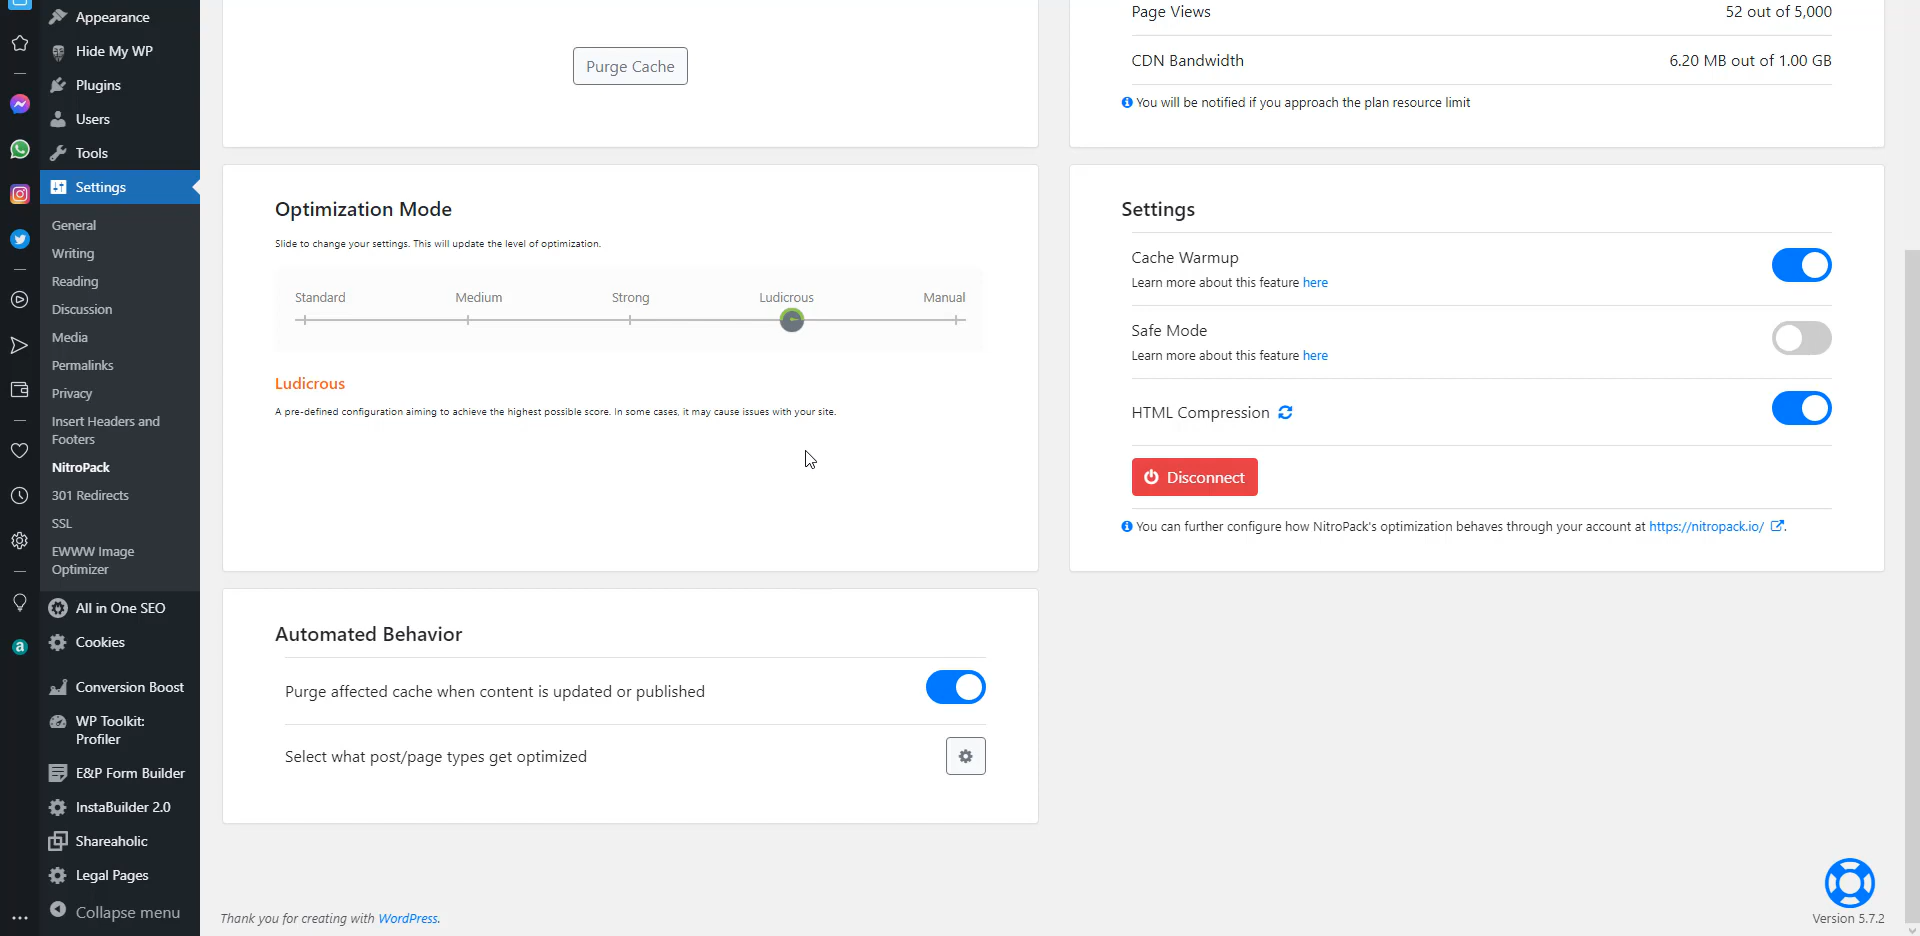 Appearance
Hide My WP
Plugins
Users
Tools
Settings
General
Writing
Reading
Discussion
Media
Permalinks
Privacy
Insert Headers and
Footers
NitroPack
301 Redirects
SSL
EWWW Image
Optimizer
All in One SEO
Cookies
Conversion Boost
WP Toolkit:
Profiler
E&P Form Builder
InstaBuilder 2.0
Shareaholic
Legal Pages
Collapse menu
Purge Cache
Page Views 52 out of 5,000
CDN Bandwidth 6.20 MB out of 1.00 GB
You will be notified if you approach the plan resource limit
Optimization Mode
Slide to change your settings. This will update the level of optimization.
Standard Medium Strong Ludicrous Manual
Ludicrous
A pre-defined configuration aiming to achieve the highest possible score. In some cases, it may cause issues with your site.
Settings
Cache Warmup
Learn more about this feature here
Safe Mode
Learn more about this feature here
HTML Compression
Disconnect
You can further configure how NitroPack's optimization behaves through your account at https://nitropack.io/ .
Automated Behavior
Purge affected cache when content is updated or published
Select what post/page types get optimized
Thank you for creating with WordPress.
Version 5.7.2
a